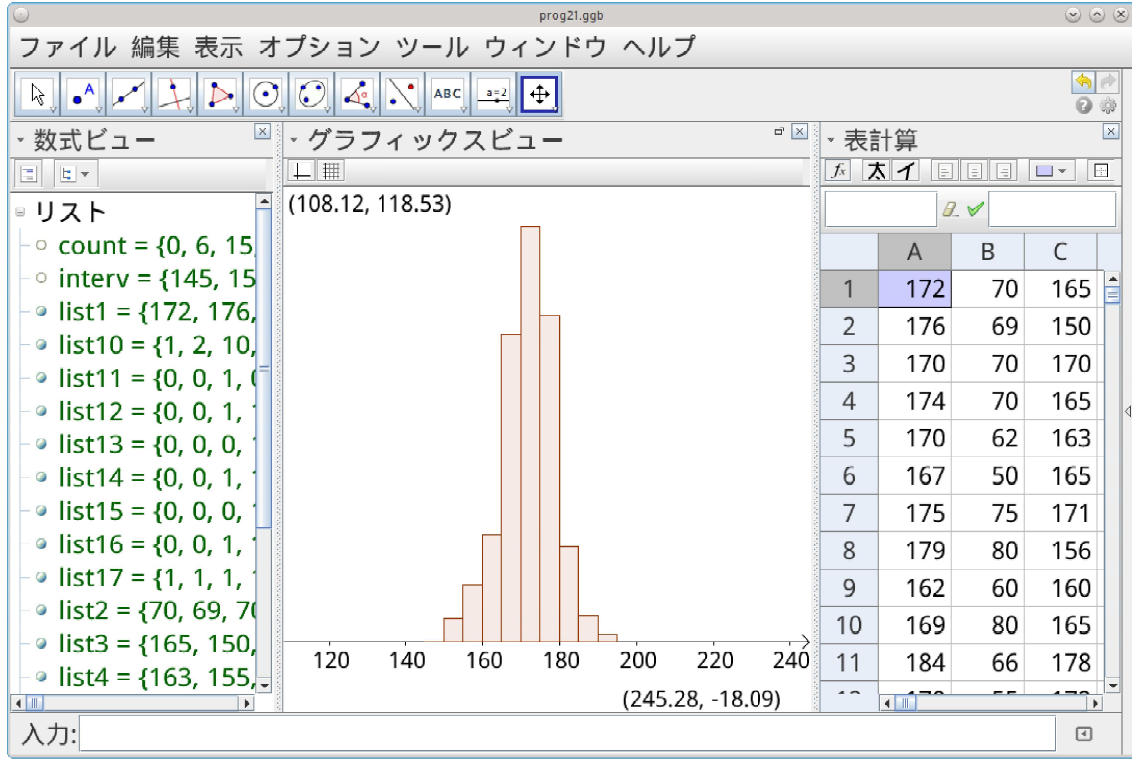 prog21.ggb
ファイル 編集 表示 オプション ツール ウィンドウ ヘルプ
A
ABC
a=2
数式ビュー
リスト
count = {0, 6, 15,
interv = {145, 15
list1 = {172, 176,
list10 = {1, 2, 10,
list11 = {0, 0, 1, 0
list12 = {0, 0, 1,
list13 = {0, 0, 0,
list14 = {0, 0, 1,
list15 = {0, 0, 0,
list16 = {0, 0, 1,
list17 = {1, 1, 1,
list2 = {70, 69, 70
list3 = {165, 150,
list4 = {163, 155,
グラフィックスビュー
(108.12, 118.53)
120 140 160 180 200 220 240
(245.28, -18.09)
表計算
fx 太 イ
A B C
1 172 70 165
2 176 69 150
3 170 70 170
4 174 70 165
5 170 62 163
6 167 50 165
7 175 75 171
8 179 80 156
9 162 60 160
10 169 80 165
11 184 66 178
入力: